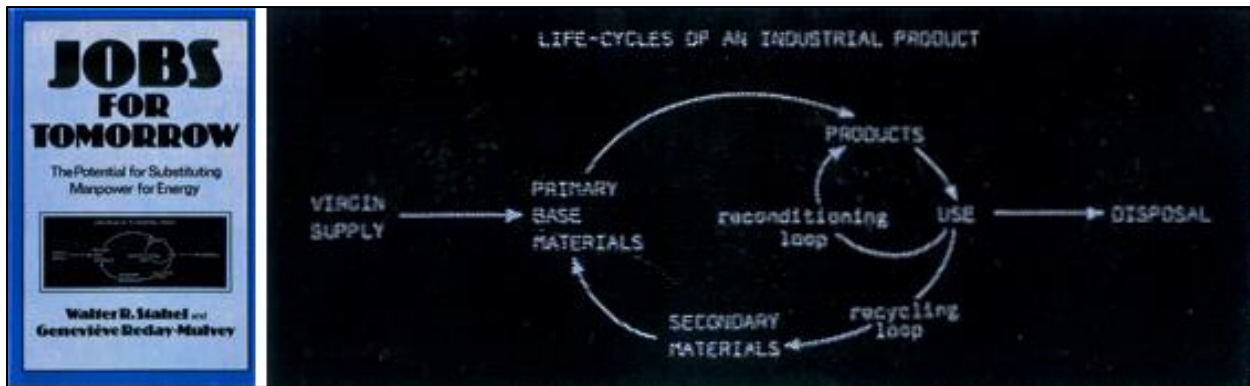 JOBS
FOR
TOMORROW
The Potential for Substituting
Manpower for Energy
Walter R. Stahel and
Geneviève Reday-Mulvey
LIFE-CYCLES OF AN INDUSTRIAL PRODUCT
PRODUCTS
VIRGIN
SUPPLY
PRIMARY
BASE
MATERIALS
reconditioning
loop
USE
DISPOSAL
SECONDARY
MATERIALS
recycling
loop